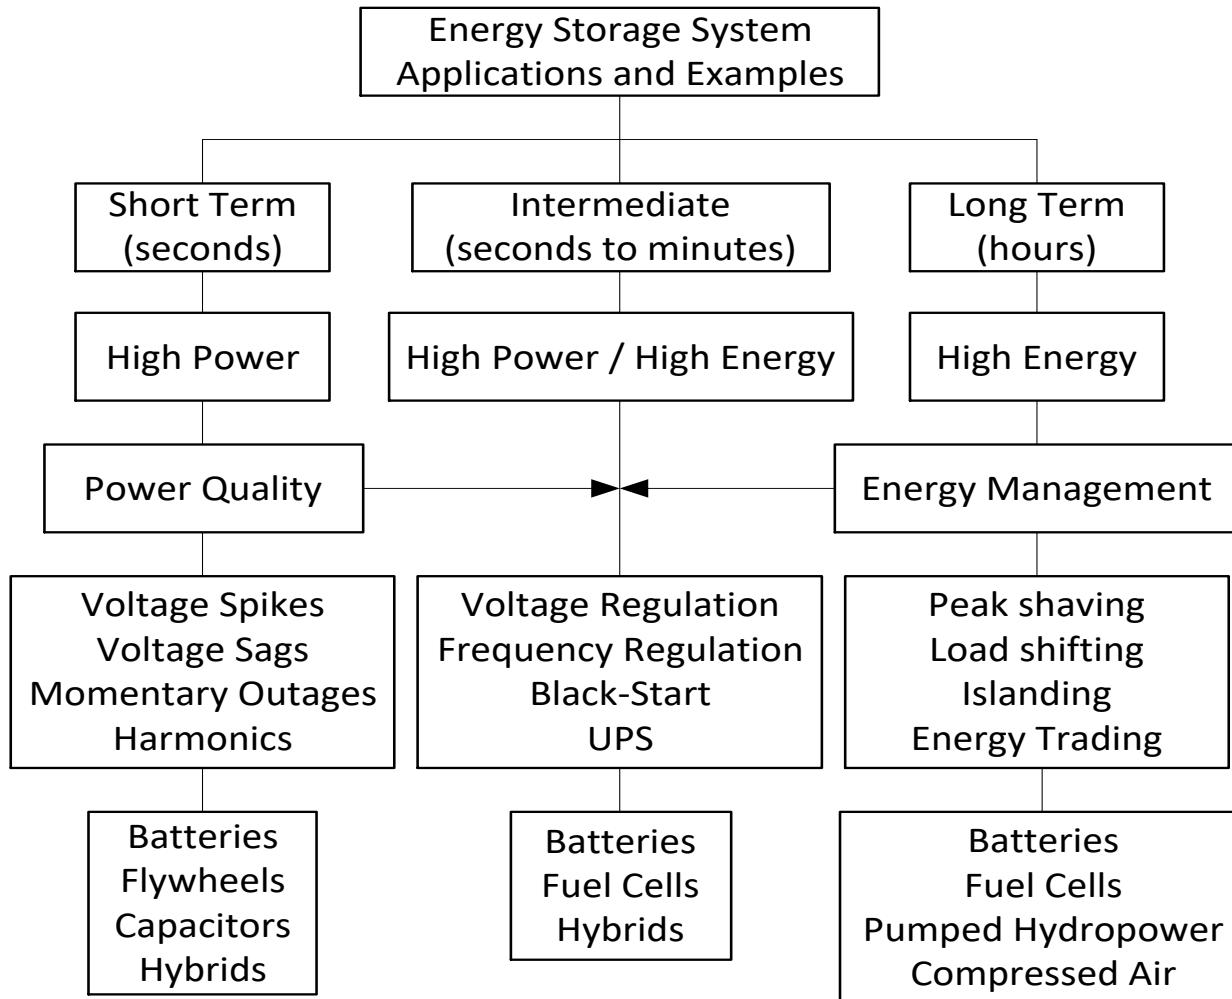 Energy Storage System
Applications and Examples
Short Term
(seconds)
Intermediate
(seconds to minutes)
Long Term
(hours)
High Power
High Power / High Energy
High Energy
Power Quality
Energy Management
Voltage Spikes
Voltage Sags
Momentary Outages
Harmonics
Voltage Regulation
Frequency Regulation
Black-Start
UPS
Peak shaving
Load shifting
Islanding
Energy Trading
Batteries
Flywheels
Capacitors
Hybrids
Batteries
Fuel Cells
Hybrids
Batteries
Fuel Cells
Pumped Hydropower
Compressed Air